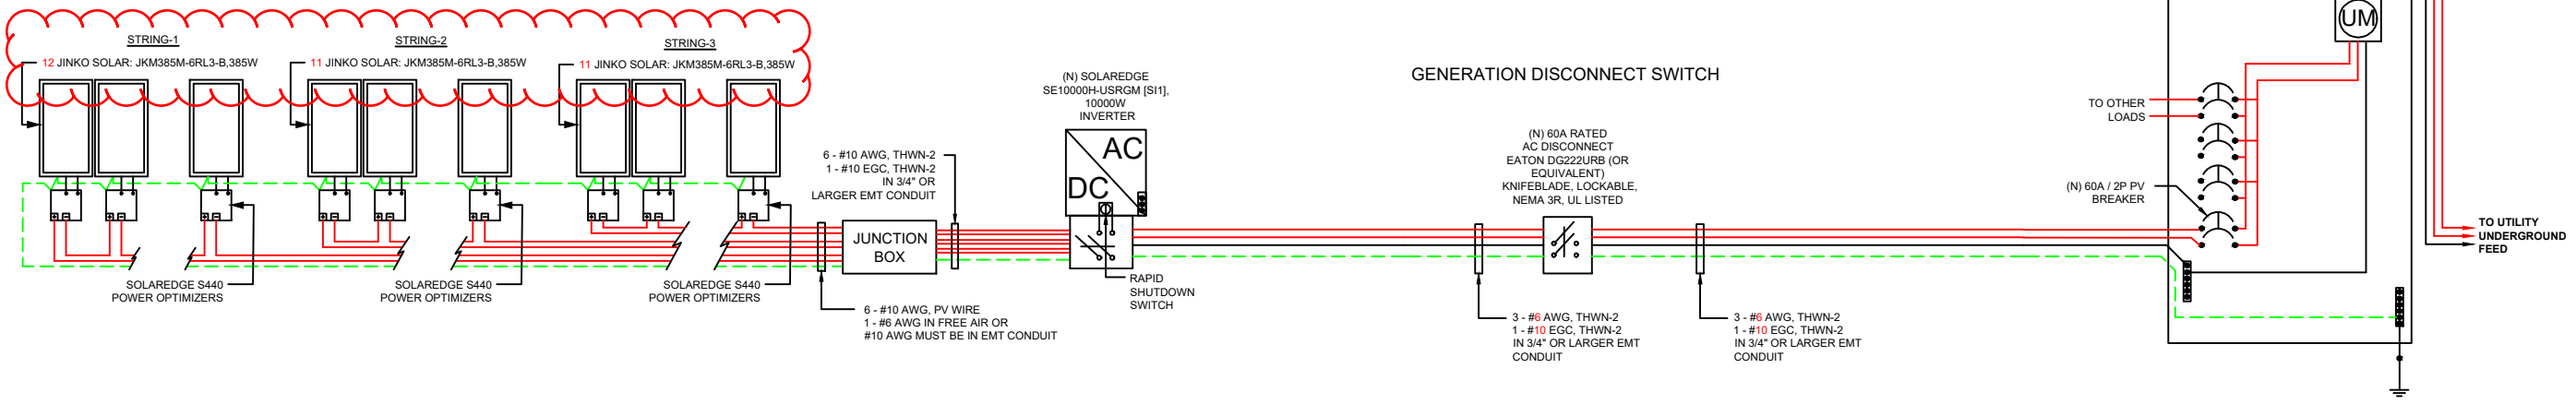 STRING-1
12 JINKO SOLAR: JKM385M-6RL3-B,385W
STRING-2
11 JINKO SOLAR: JKM385M-6RL3-B,385W
STRING-3
11 JINKO SOLAR: JKM385M-6RL3-B,385W
SOLAREDGE S440
POWER OPTIMIZERS
SOLAREDGE S440
POWER OPTIMIZERS
SOLAREDGE S440
POWER OPTIMIZERS
6 - #10 AWG, THWN-2
1 - #10 EGC, THWN-2
IN 3/4" OR
LARGER EMT CONDUIT
JUNCTION
BOX
6 - #10 AWG, PV WIRE
1 - #6 AWG IN FREE AIR OR
#10 AWG MUST BE IN EMT CONDUIT
(N) SOLAREDGE
SE10000H-USRGM [SI1],
10000W
INVERTER
AC
DC
RAPID
SHUTDOWN
SWITCH
GENERATION DISCONNECT SWITCH
(N) 60A RATED
AC DISCONNECT
EATON DG222URB (OR
EQUIVALENT)
KNIFEBLADE, LOCKABLE,
NEMA 3R, UL LISTED
3 - #6 AWG, THWN-2
1 - #10 EGC, THWN-2
IN 3/4" OR LARGER EMT
CONDUIT
3 - #6 AWG, THWN-2
1 - #10 EGC, THWN-2
IN 3/4" OR LARGER EMT
CONDUIT
UM
TO OTHER
LOADS
(N) 60A / 2P PV
BREAKER
TO UTILITY
UNDERGROUND
FEED